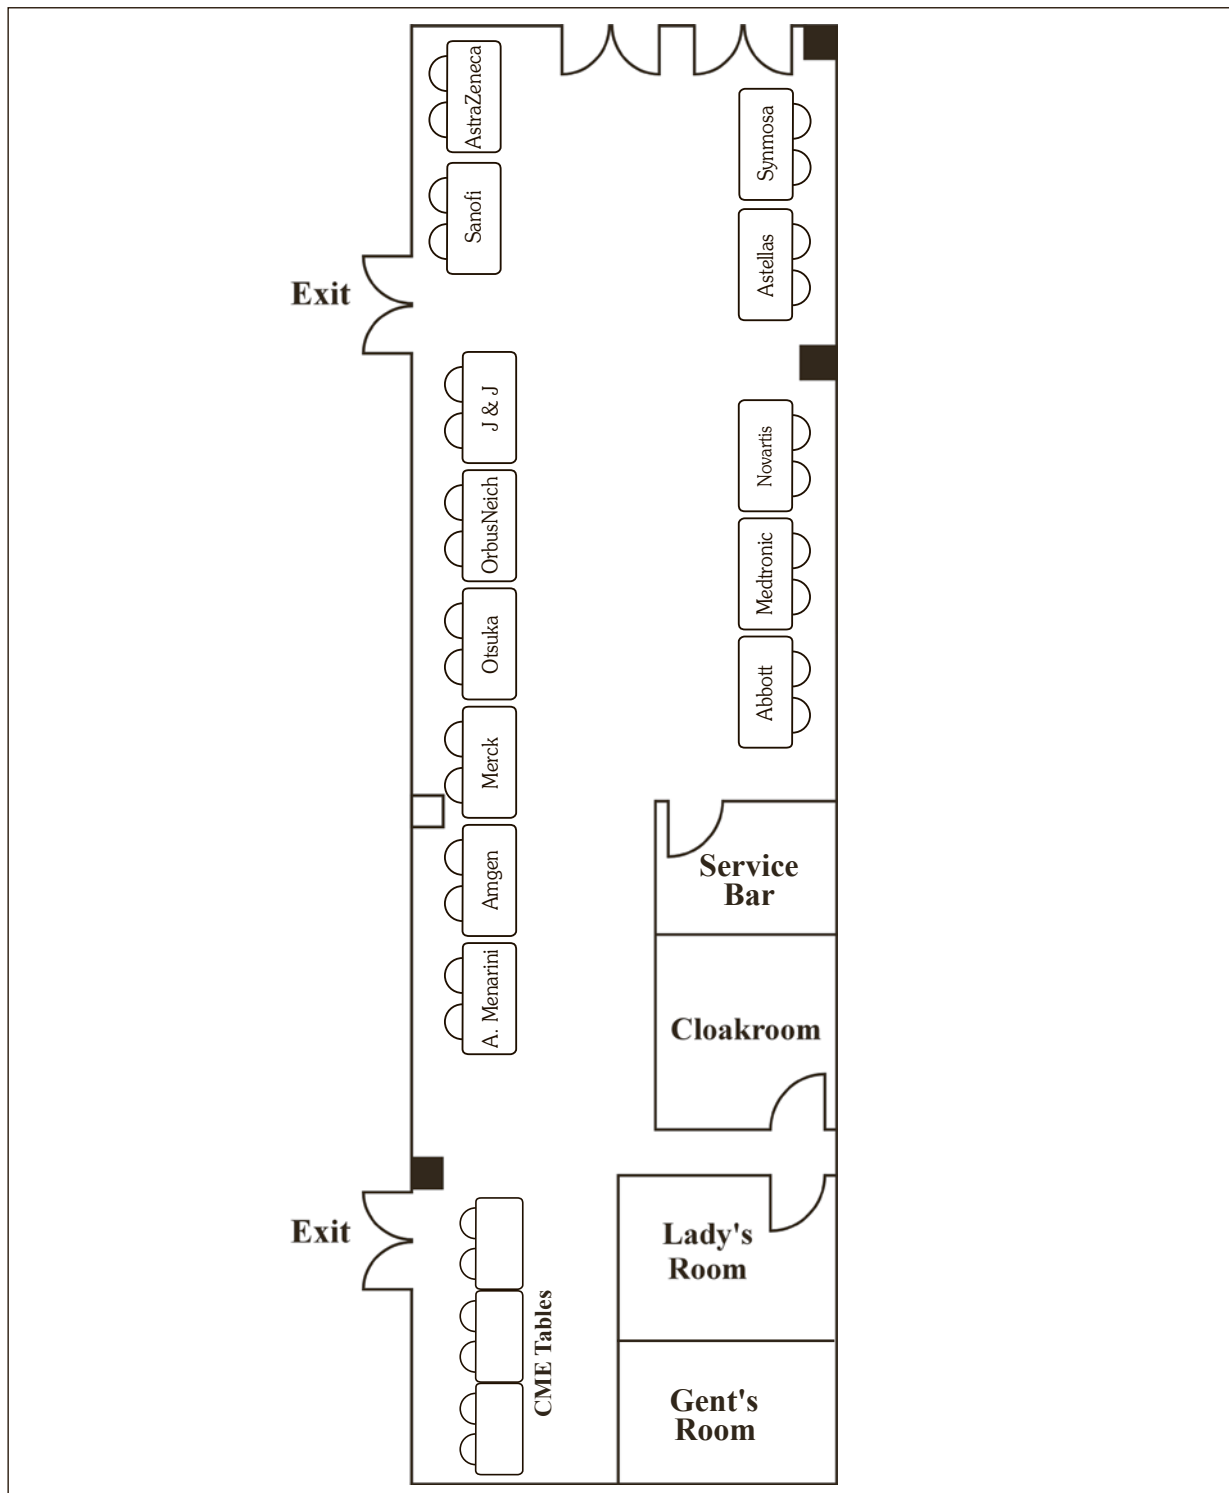 AstraZeneca
Sanofi
Exit
J & J
OrbusNeich
Otsuka
Merck
Amgen
A. Menarini
Synmosa
Astellas
Novartis
Medtronic
Abbott
Service
Bar
Cloakroom
Exit
CME Tables
Lady's
Room
Gent's
Room